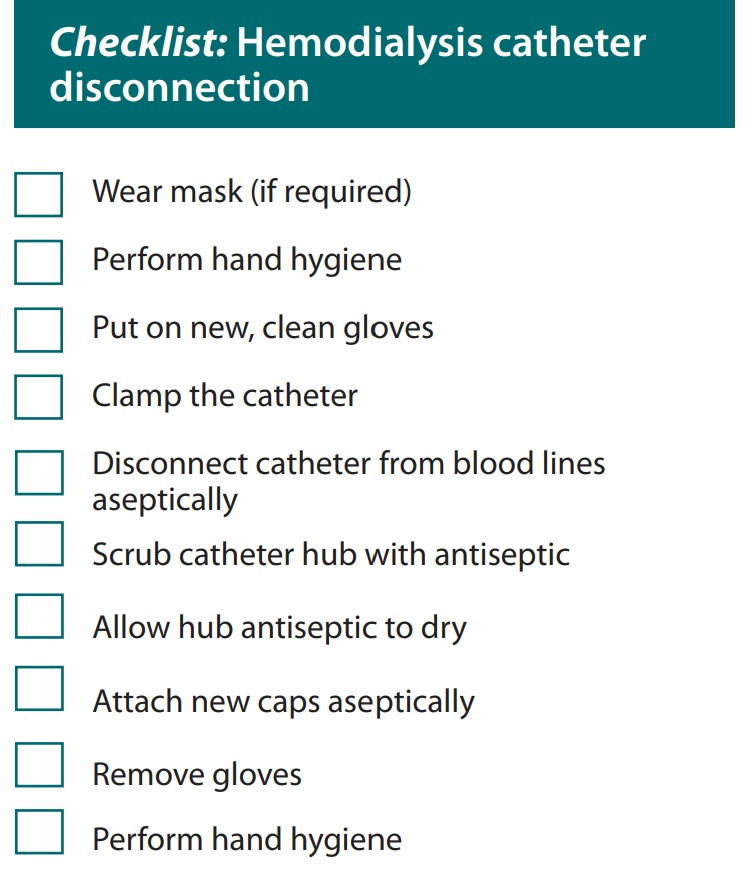 Checklist: Hemodialysis catheter
disconnection
Wear mask (if required)
Perform hand hygiene
Put on new, clean gloves
Clamp the catheter
Disconnect catheter from blood lines
aseptically
Scrub catheter hub with antiseptic
Allow hub antiseptic to dry
Attach new caps aseptically
Remove gloves
Perform hand hygiene